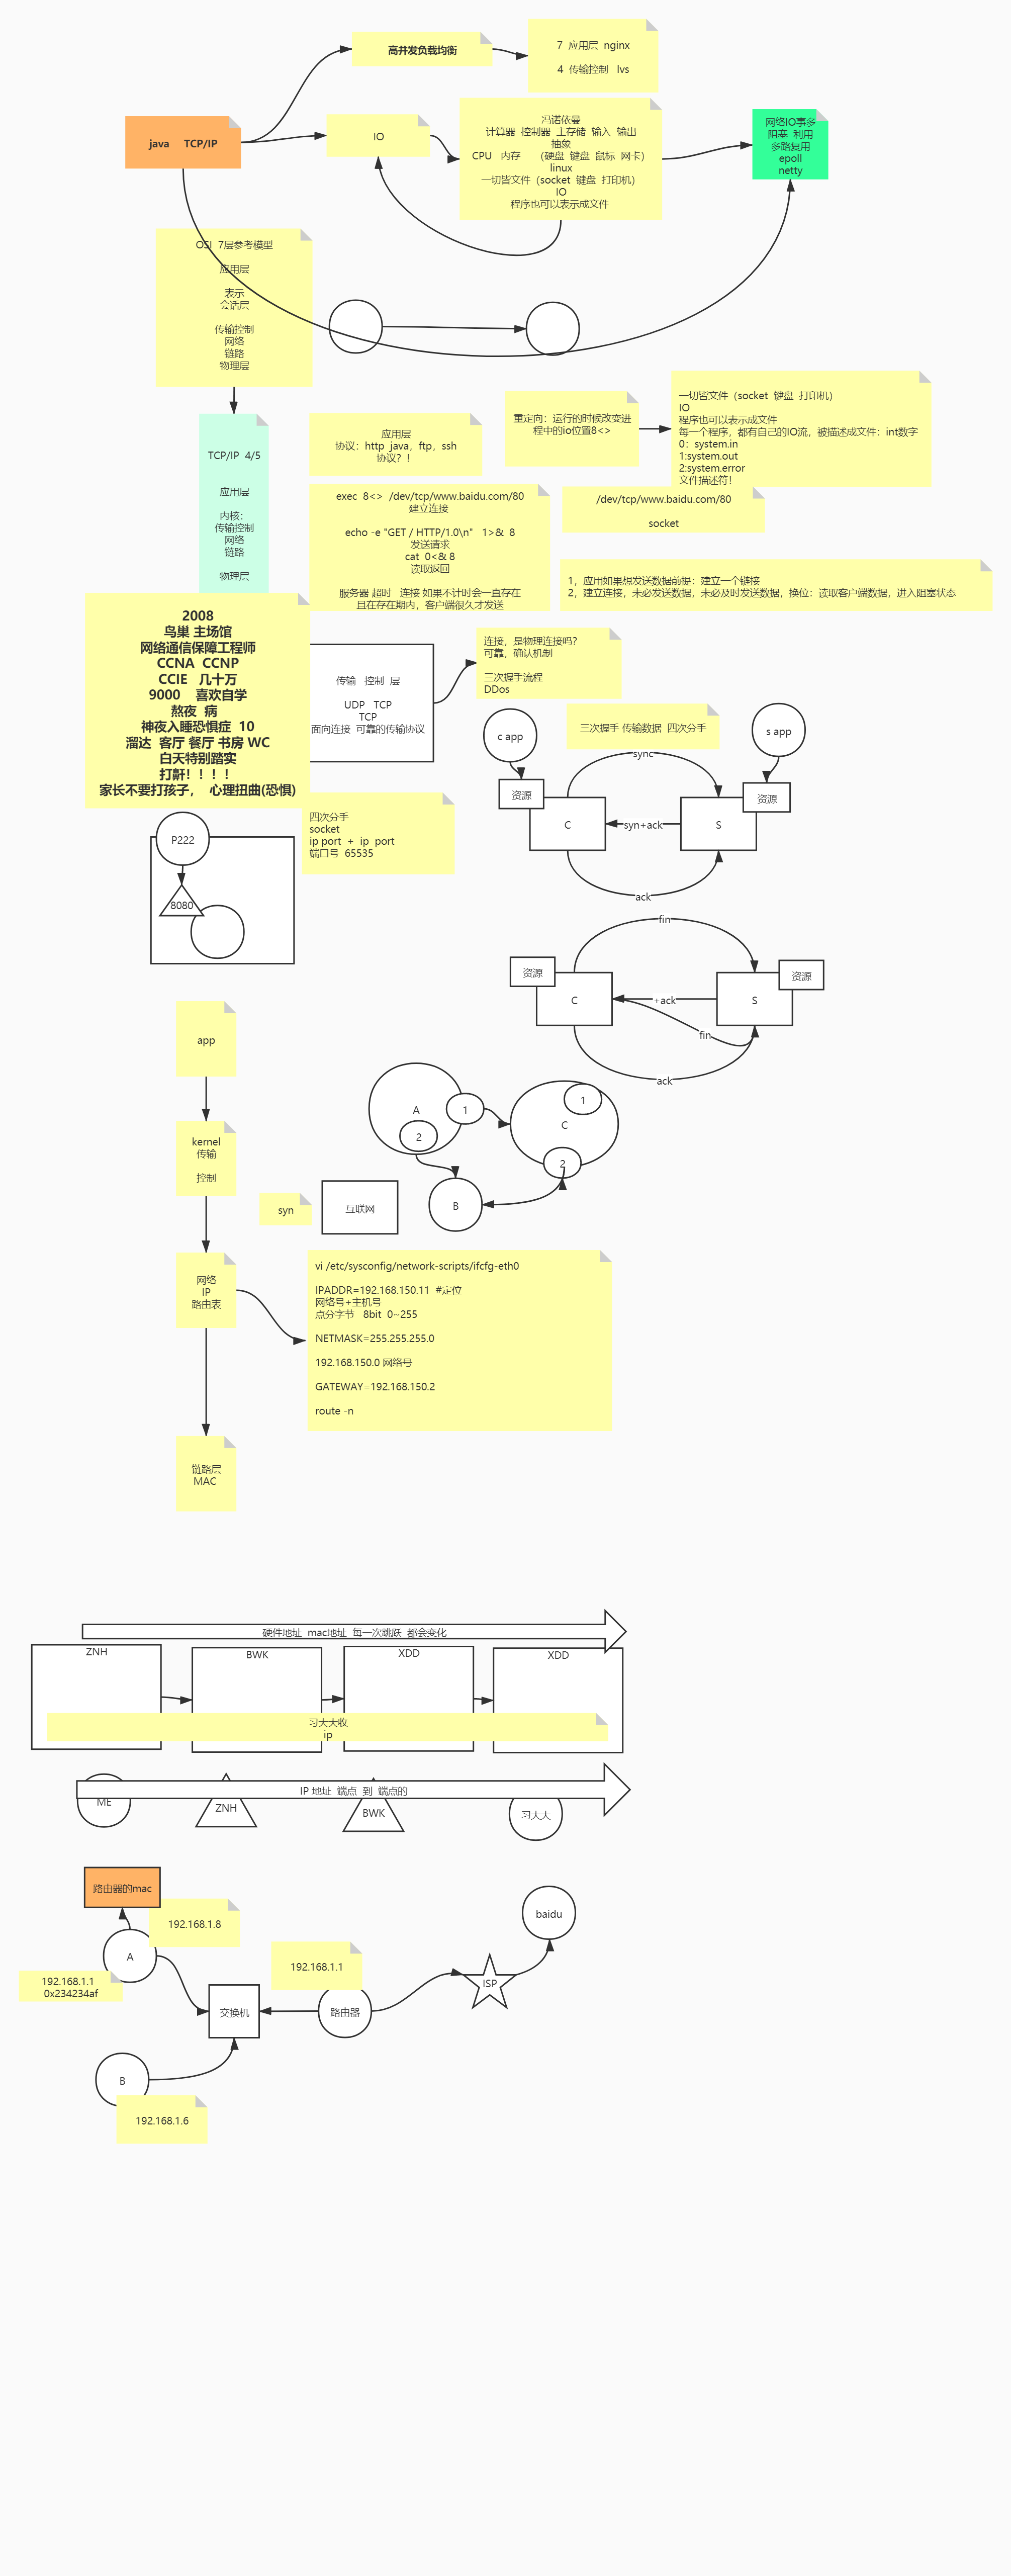 高并发负载均衡
7 应用层 nginx
4 传输控制 lvs
java TCP/IP
IO
冯诺依曼
计算器 控制器 主存储 输入 输出
抽象
CPU 内存 （硬盘 键盘 鼠标 网卡）
linux
一切皆文件（socket 键盘 打印机）
IO
程序也可以表示成文件
网络IO事多
阻塞 利用
多路复用
epoll
netty
OSI 7层参考模型
应用层
表示
会话层
传输控制
网络
链路
物理层
TCP/IP 4/5
应用层
内核：
传输控制
网络
链路
物理层
应用层
协议：http java，ftp，ssh
协议？！
重定向：运行的时候改变进
程中的io位置8<>
一切皆文件（socket 键盘 打印机）
IO
程序也可以表示成文件
每一个程序，都有自己的IO流，被描述成文件：int数字
0：system.in
1:system.out
2:system.error
文件描述符！
exec 8<> /dev/tcp/www.baidu.com/80
建立连接
echo -e "GET / HTTP/1.0\n" 1>& 8
发送请求
cat 0<& 8
读取返回
服务器 超时 连接 如果不计时会一直存在
且在存在期内，客户端很久才发送
/dev/tcp/www.baidu.com/80
socket
1，应用如果想发送数据前提：建立一个链接
2，建立连接，未必发送数据，未必及时发送数据，换位：读取客户端数据，进入阻塞状态
2008
鸟巢 主场馆
网络通信保障工程师
CCNA CCNP
CCIE 几十万
9000 喜欢自学
熬夜 病
神夜入睡恐惧症 10
溜达 客厅 餐厅 书房 WC
白天特别踏实
打鼾！！！！
家长不要打孩子， 心理扭曲(恐惧)
传输 控制 层
UDP TCP
TCP
面向连接 可靠的传输协议
连接，是物理连接吗？
可靠，确认机制
三次握手流程
DDos
三次握手 传输数据 四次分手
c app
s app
sync
资源
资源
C
syn+ack
S
ack
四次分手
socket
ip port + ip port
端口号 65535
P222
8080
fin
资源
资源
C
+ack
S
fin
ack
app
kernel
传输
控制
网络
IP
路由表
链路层
MAC
A
1
2
1
C
2
B
syn
互联网
vi /etc/sysconfig/network-scripts/ifcfg-eth0
IPADDR=192.168.150.11 #定位
网络号+主机号
点分字节 8bit 0~255
NETMASK=255.255.255.0
192.168.150.0 网络号
GATEWAY=192.168.150.2
route -n
硬件地址 mac地址 每一次跳跃 都会变化
ZNH
BWK
XDD
XDD
习大大收
ip
IP 地址 端点 到 端点的
ME
ZNH
BWK
习大大
路由器的mac
192.168.1.8
A
192.168.1.1
0x234234af
192.168.1.1
交换机
路由器
ISP
baidu
B
192.168.1.6